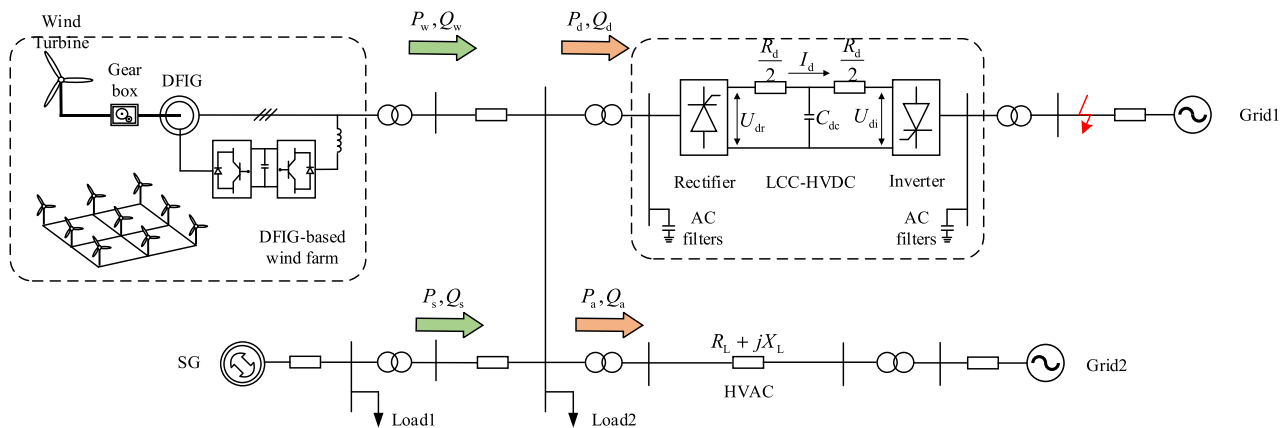 Wind
Turbine
Gear
box
DFIG
DFIG-based
wind farm
P_w, Q_w
P_d, Q_d
R_d/2
I_d
R_d/2
U_dr
C_dc
U_di
Rectifier
LCC-HVDC
Inverter
AC
filters
AC
filters
Grid1
P_s, Q_s
P_a, Q_a
SG
R_L + jX_L
HVAC
Grid2
Load1
Load2